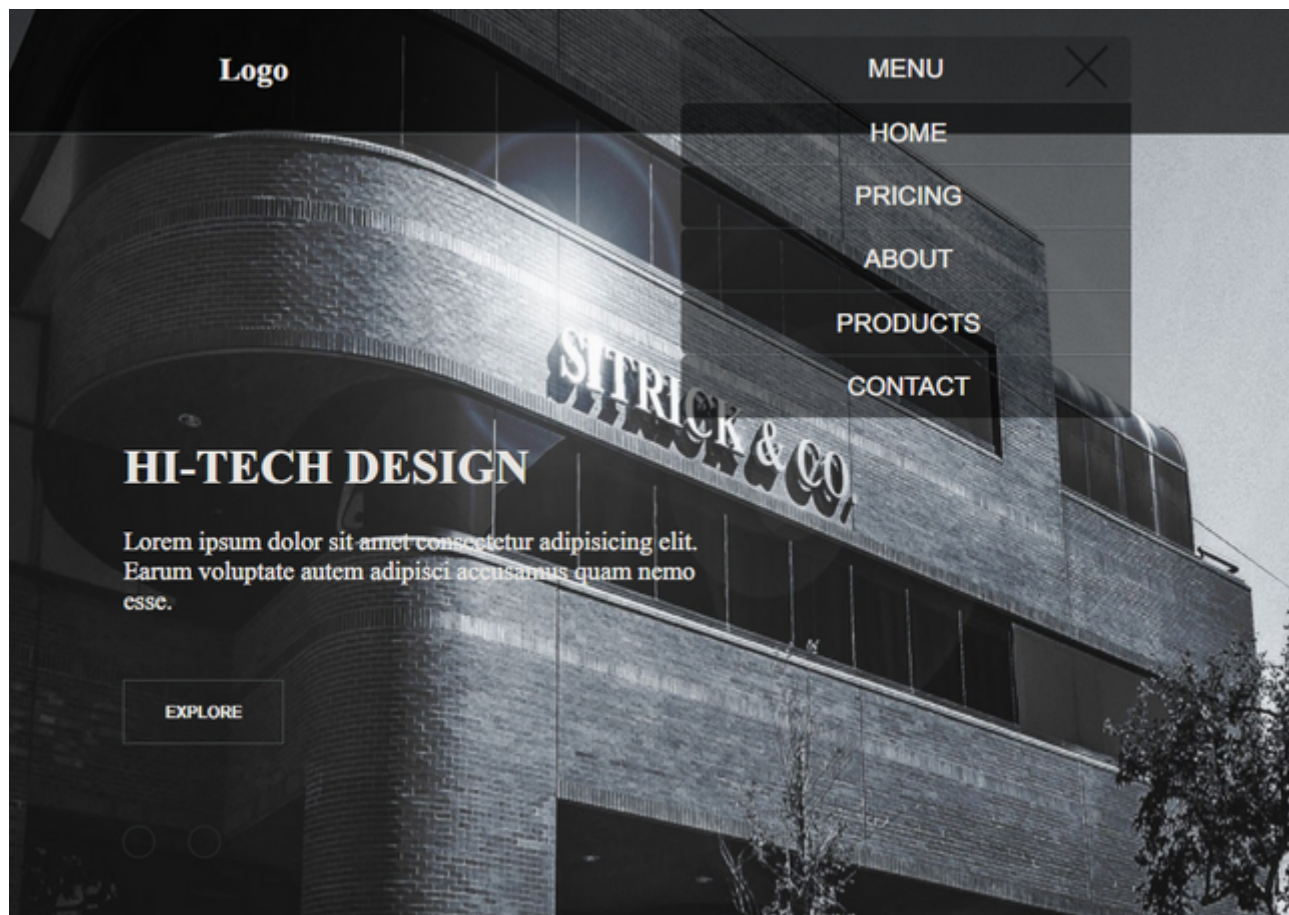 Logo
MENU
HOME
PRICING
ABOUT
PRODUCTS
CONTACT
SITRICK & CO.
HI-TECH DESIGN
Lorem ipsum dolor sit amet consectetur adipisicing elit.
Earum voluptate autem adipisci accusamus quam nemo
esse.
EXPLORE